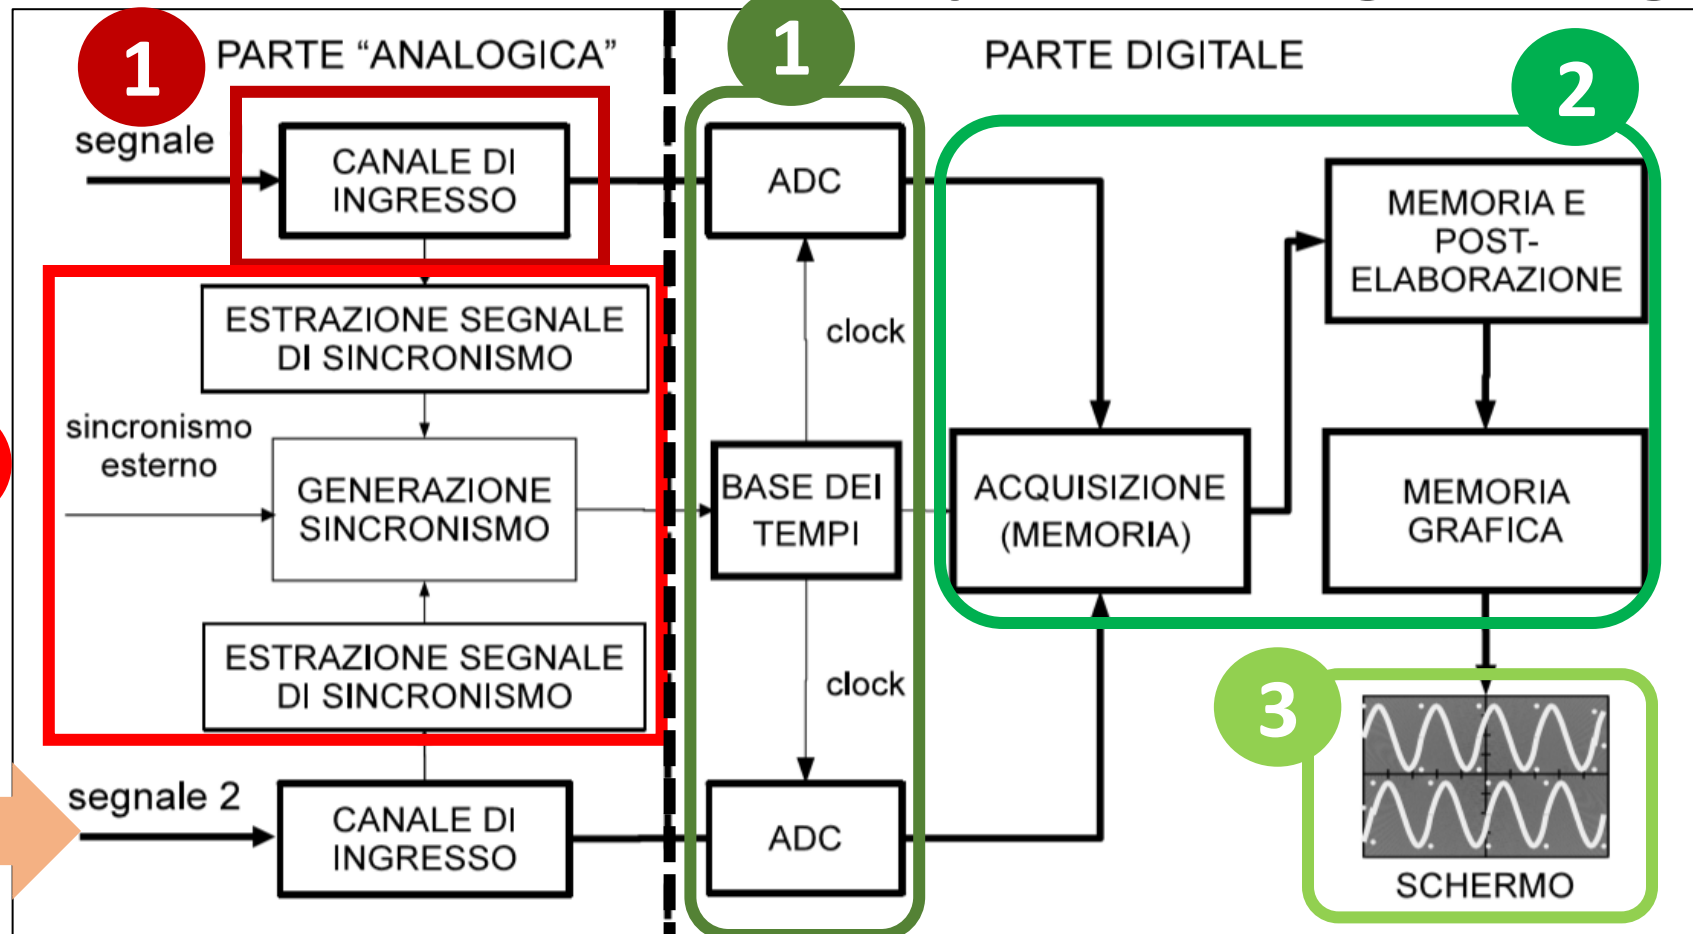 1
PARTE “ANALOGICA”
1
PARTE DIGITALE
2
segnale
CANALE DI
INGRESSO
ADC
MEMORIA E
POST-
ELABORAZIONE
ESTRAZIONE SEGNALE
DI SINCRONISMO
clock
sincronismo
esterno
GENERAZIONE
SINCRONISMO
BASE DEI
TEMPI
ACQUISIZIONE
(MEMORIA)
MEMORIA
GRAFICA
ESTRAZIONE SEGNALE
DI SINCRONISMO
clock
3
segnale 2
CANALE DI
INGRESSO
ADC
SCHERMO